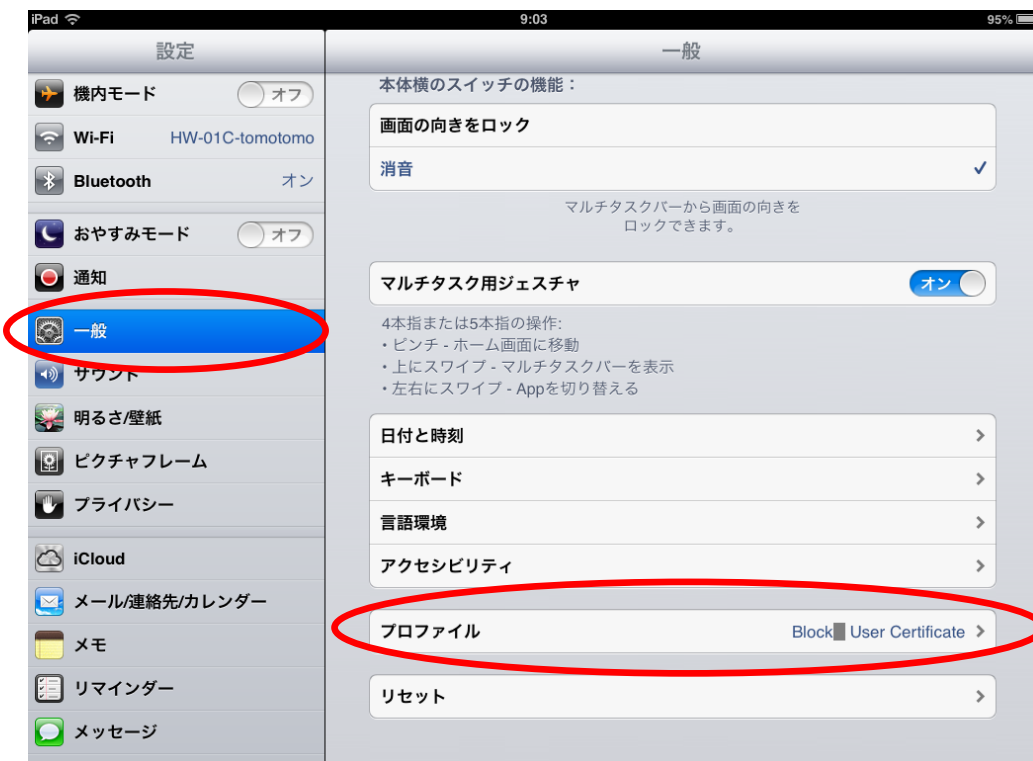 iPad
9:03
95%
設定
一般
機内モード
オフ
Wi-Fi
HW-01C-tomotomo
Bluetooth
オン
おやすみモード
オフ
通知
一般
サウンド
明るさ/壁紙
ピクチャフレーム
プライバシー
iCloud
メール/連絡先/カレンダー
メモ
リマインダー
メッセージ
本体横のスイッチの機能：
画面の向きをロック
消音
マルチタスクバーから画面の向きを
ロックできます。
マルチタスク用ジェスチャ
オン
4本指または5本指の操作:
・ピンチ - ホーム画面に移動
・上にスワイプ - マルチタスクバーを表示
・左右にスワイプ - Appを切り替える
日付と時刻
キーボード
言語環境
アクセシビリティ
プロファイル
Block User Certificate
リセット